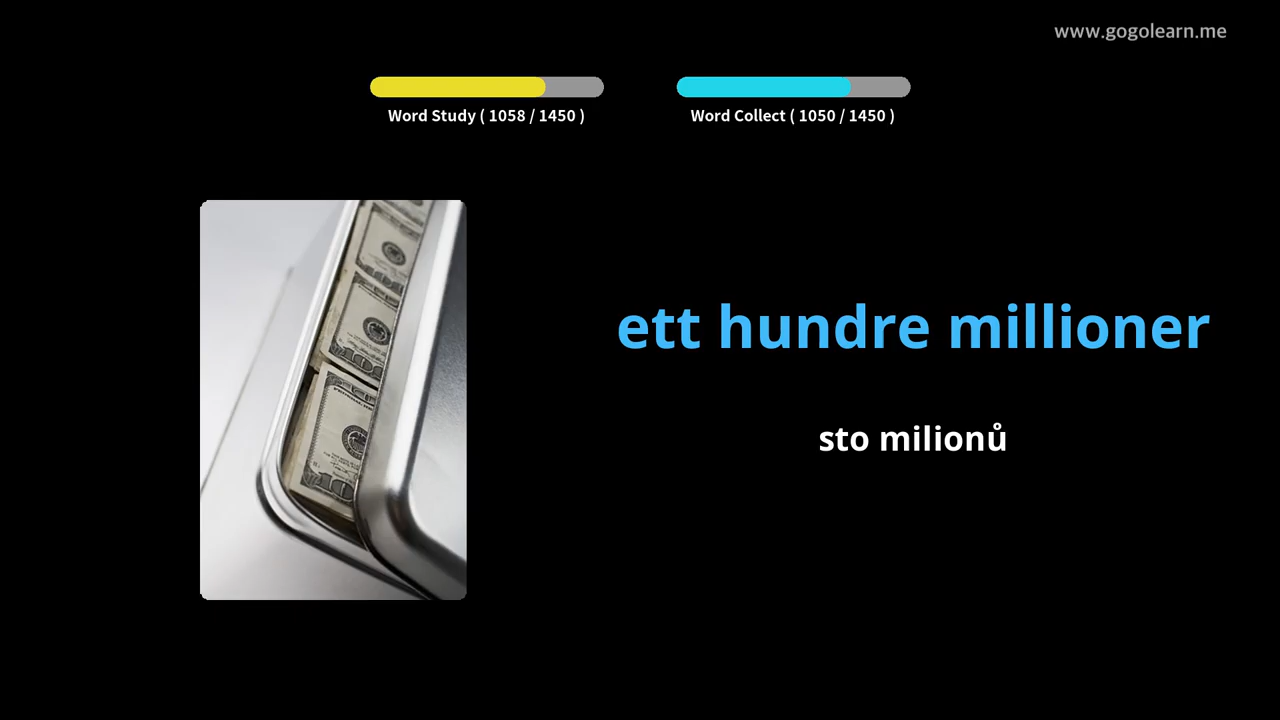 www.gogolearn.me
Word Study ( 1058 / 1450 )
Word Collect ( 1050 / 1450 )
ett hundre millioner
sto milionů